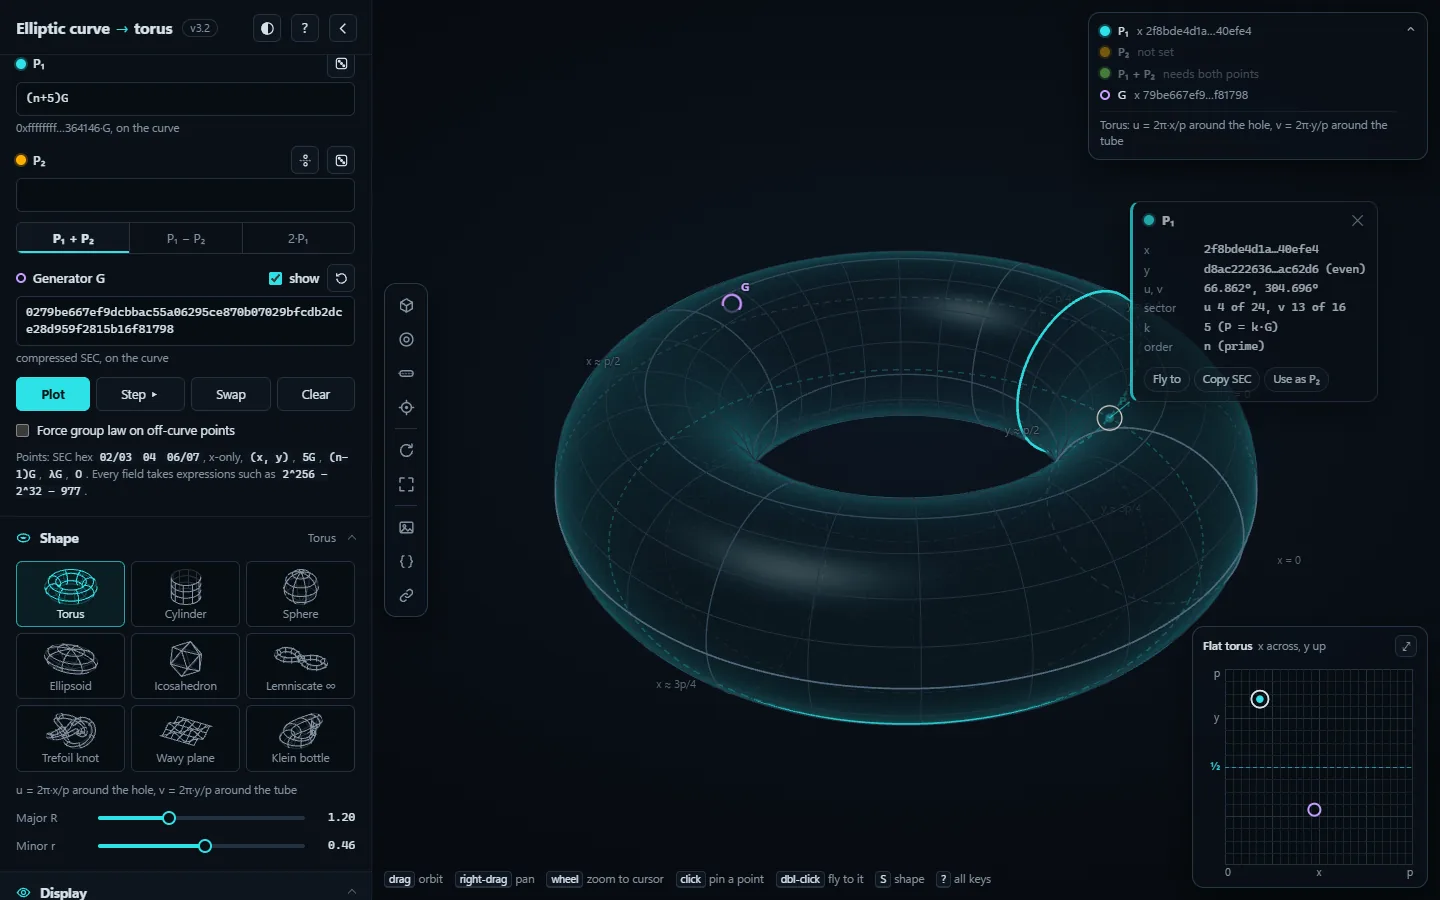 Elliptic curve → torus v3.2
?
P₁
(n+5)G
0xffffffff…364146·G, on the curve
P₂
P₁ + P₂
P₁ − P₂
2·P₁
Generator G
show
0279be667ef9dcbbac55a06295ce870b07029bfcdb2dc
e28d959f2815b16f81798
compressed SEC, on the curve
Plot
Step ▸
Swap
Clear
Force group law on off-curve points
Points: SEC hex 02/03 04 06/07 , x-only, (x, y) , 5G , (n−
1)G , λG , O . Every field takes expressions such as 2^256 −
2^32 − 977 .
Shape
Torus
Torus
Cylinder
Sphere
Ellipsoid
Icosahedron
Lemniscate ∞
Trefoil knot
Wavy plane
Klein bottle
u = 2π·x/p around the hole, v = 2π·y/p around the tube
Major R 1.20
Minor r 0.46
Display
G
x ≈ p/2
y ≈ p/2
x ≈ 3p/4
y ≈ 3p/4
x = 0
P₁ x 2f8bde4d1a…40efe4
P₂ not set
P₁ + P₂ needs both points
G x 79be667ef9…f81798
Torus: u = 2π·x/p around the hole, v = 2π·y/p around the
tube
P₁
x 2f8bde4d1a…40efe4
y d8ac222636…ac62d6 (even)
u, v 66.862°, 304.696°
sector u 4 of 24, v 13 of 16
k 5 (P = k·G)
order n (prime)
Fly to
Copy SEC
Use as P₂
Flat torus x across, y up
p
y
½
0
x
p
drag orbit
right-drag pan
wheel zoom to cursor
click pin a point
dbl-click fly to it
S shape
? all keys